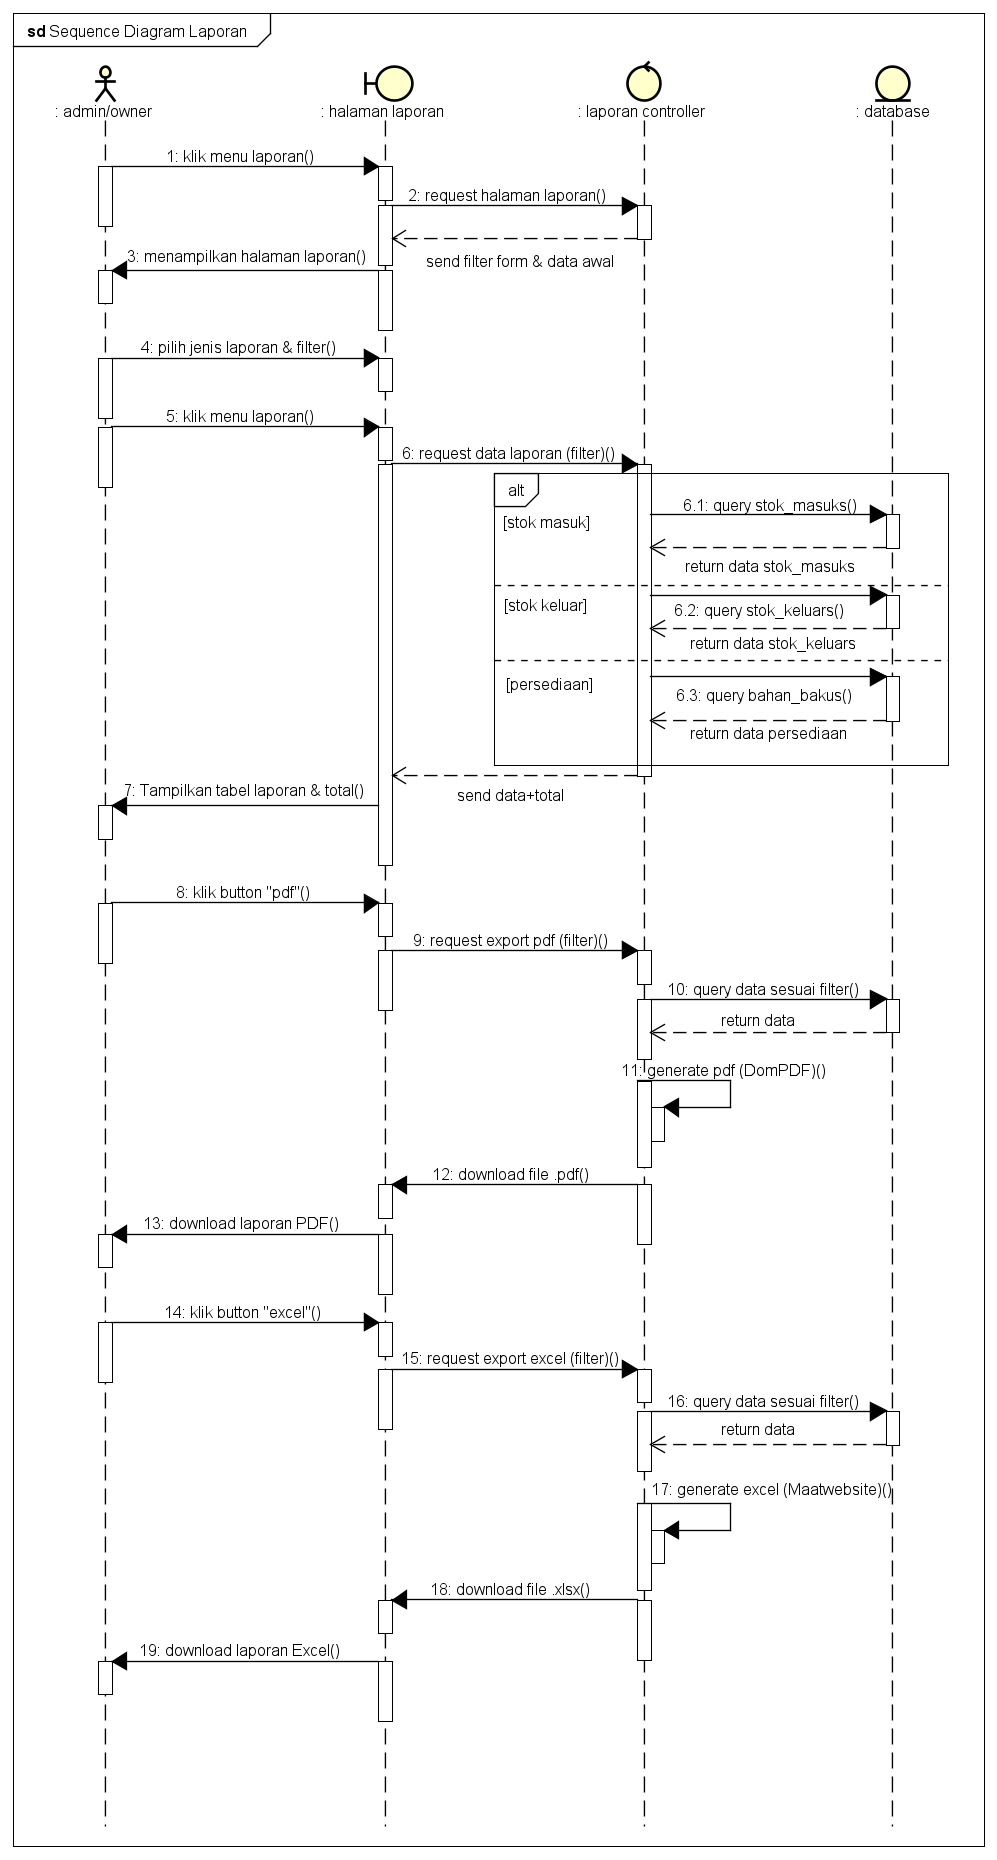 sd Sequence Diagram Laporan
: admin/owner
: halaman laporan
: laporan controller
: database
1: klik menu laporan()
2: request halaman laporan()
3: menampilkan halaman laporan()
send filter form & data awal
4: pilih jenis laporan & filter()
5: klik menu laporan()
6: request data laporan (filter)()
alt
6.1: query stok_masuks()
[stok masuk]
return data stok_masuks
[stok keluar]
6.2: query stok_keluars()
return data stok_keluars
[persediaan]
6.3: query bahan_bakus()
return data persediaan
7: Tampilkan tabel laporan & total()
send data+total
8: klik button "pdf"()
9: request export pdf (filter)()
10: query data sesuai filter()
return data
11: generate pdf (DomPDF)()
12: download file .pdf()
13: download laporan PDF()
14: klik button "excel"()
15: request export excel (filter)()
16: query data sesuai filter()
return data
17: generate excel (Maatwebsite)()
18: download file .xlsx()
19: download laporan Excel()